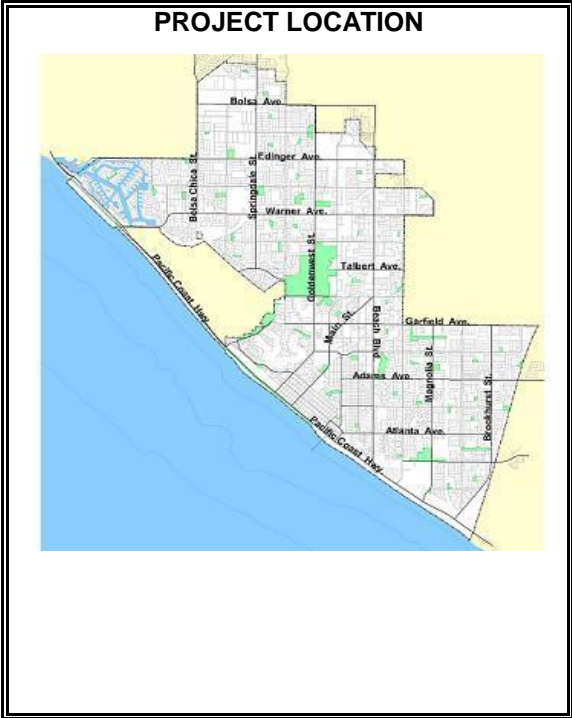 PROJECT LOCATION
Bolsa Ave.
Edinger Ave.
Bolsa Chica St.
Springdale St.
Warner Ave.
Goldenwest St.
Talbert Ave.
Pacific Coast Hwy
Main St.
Beach Blvd
Garfield Ave.
Magnolia St.
Adams Ave.
Brookhurst St.
Atlanta Ave.
Pacific Coast Hwy.